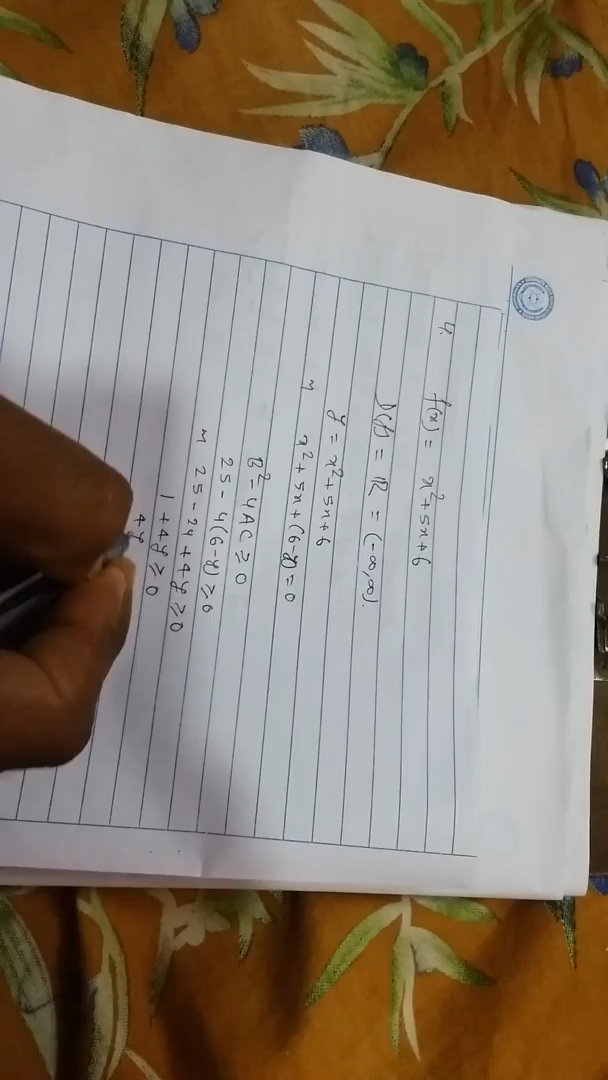 4. f(x) = x²+5x+6
D(f) = R = (-∞,∞).
y = x²+5x+6
x²+5x+(6-y)=0
B²-4AC ≥ 0
25-4(6-y) ≥ 0
25-24+4y ≥ 0
1+4y ≥ 0
4y